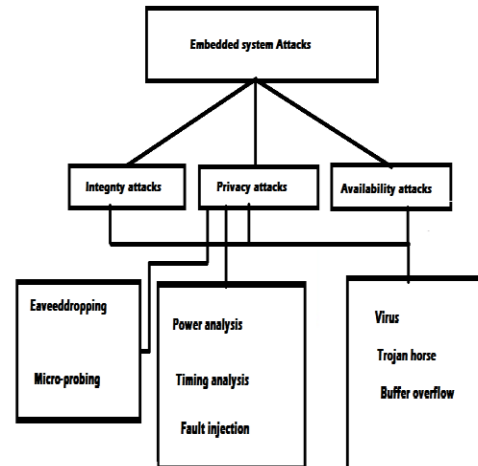 Embedded system Attacks
Integnty attacks
Privacy attacks
Availability attacks
Eaveeddropping
Micro-probing
Power analysis
Timing analysis
Fault injection
Virus
Trojan horse
Buffer overflow